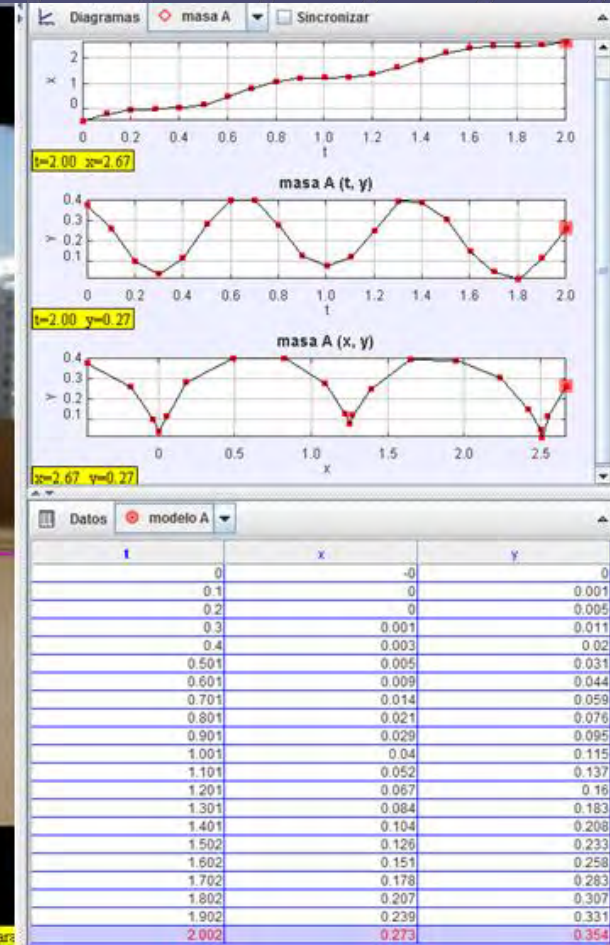 Diagramas masa A Sincronizar
2
1
0
x
0 0.2 0.4 0.6 0.8 1.0 1.2 1.4 1.6 1.8 2.0
t
t=2.00 x=2.67
masa A (t, y)
0.4
0.3
0.2
0.1
y
0 0.2 0.4 0.6 0.8 1.0 1.2 1.4 1.6 1.8 2.0
t
t=2.00 y=0.27
masa A (x, y)
0.4
0.3
0.2
0.1
y
0 0.5 1.0 1.5 2.0 2.5
x
x=2.67 y=0.27
Datos modelo A
t x y
0 -0 0
0.1 0 0.001
0.2 0 0.005
0.3 0.001 0.011
0.4 0.003 0.02
0.501 0.005 0.031
0.601 0.009 0.044
0.701 0.014 0.059
0.801 0.021 0.076
0.901 0.029 0.095
1.001 0.04 0.115
1.101 0.052 0.137
1.201 0.067 0.16
1.301 0.084 0.183
1.401 0.104 0.208
1.502 0.126 0.233
1.602 0.151 0.258
1.702 0.178 0.283
1.802 0.207 0.307
1.902 0.239 0.331
2.002 0.273 0.354